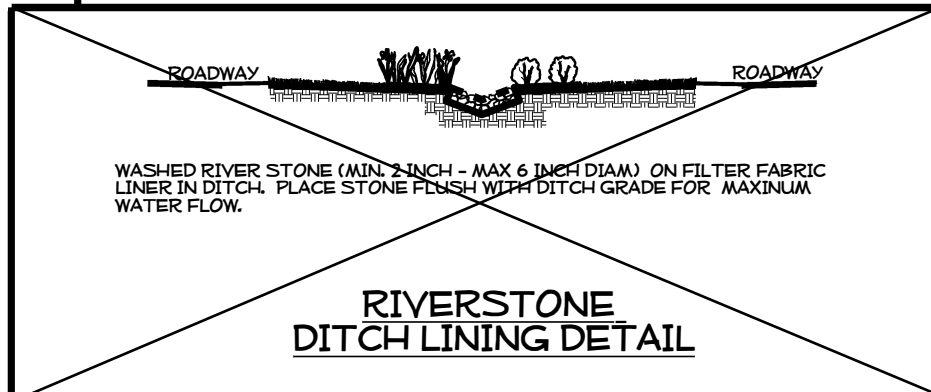 ROADWAY ROADWAY
WASHED RIVER STONE (MIN. 2 INCH - MAX 6 INCH DIAM) ON FILTER FABRIC
LINER IN DITCH. PLACE STONE FLUSH WITH DITCH GRADE FOR MAXINUM
WATER FLOW.
RIVERSTONE
DITCH LINING DETAIL